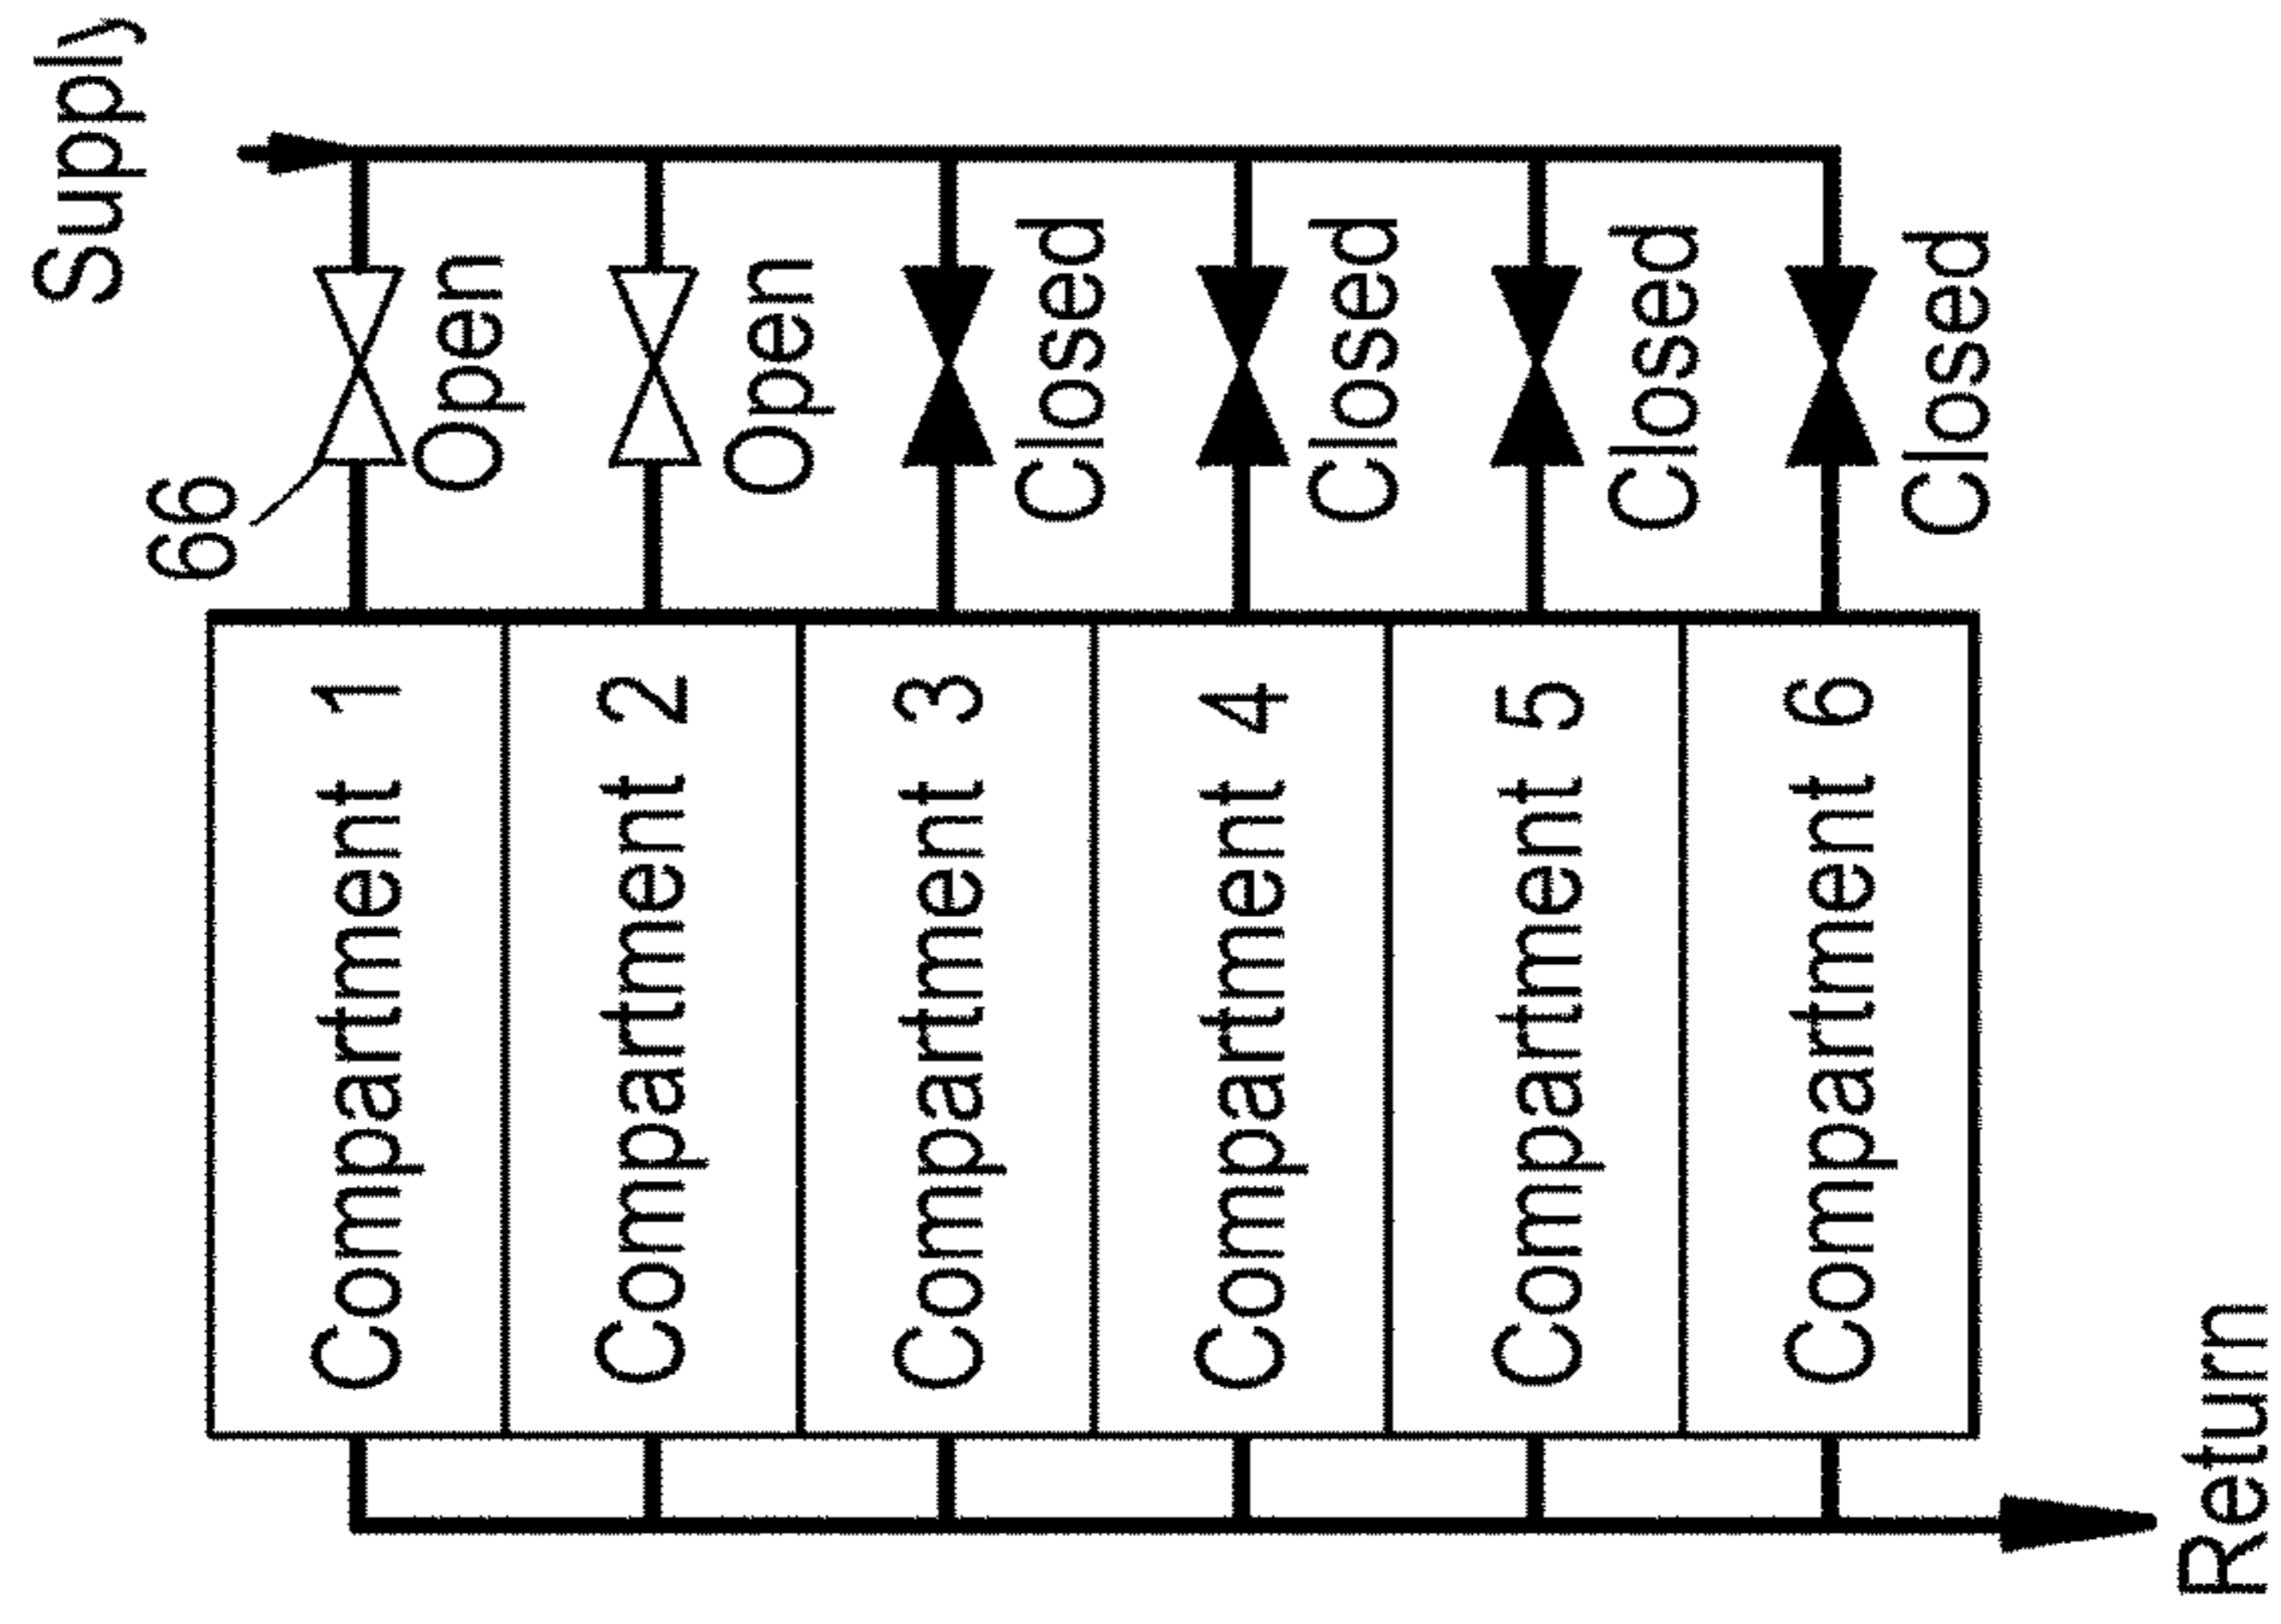 Supply
66
Open
Open
Closed
Closed
Closed
Closed
Compartment 1
Compartment 2
Compartment 3
Compartment 4
Compartment 5
Compartment 6
Return